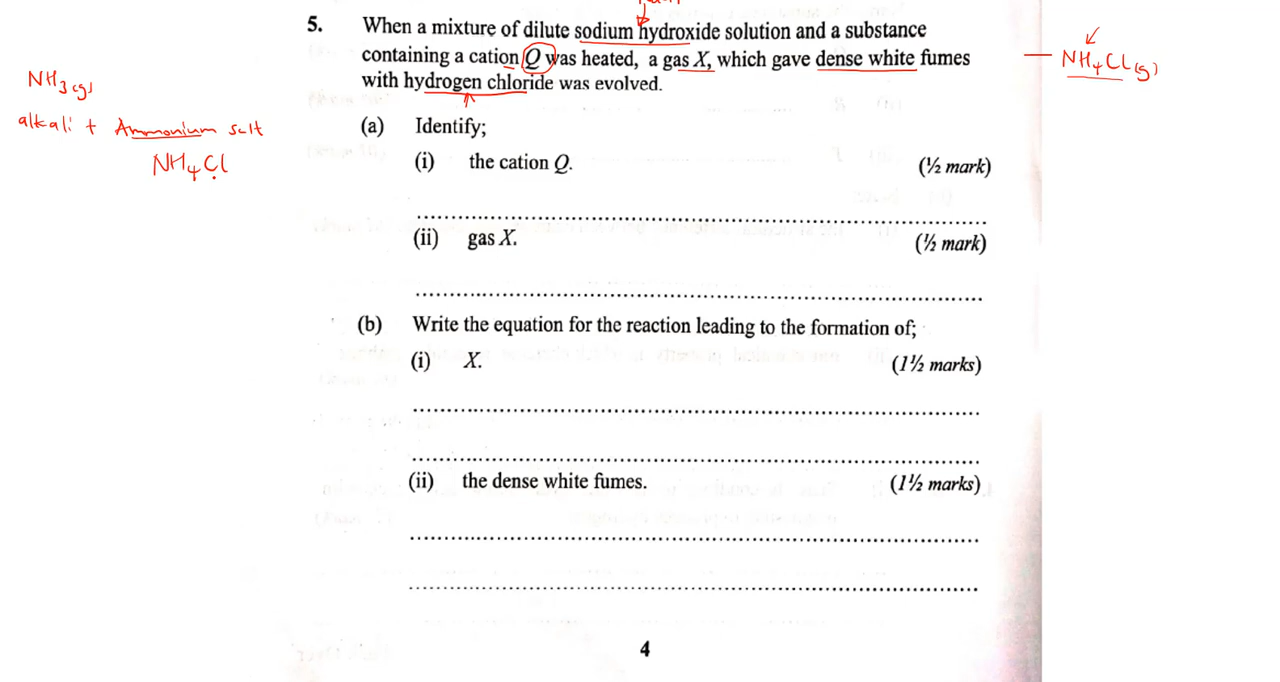 5. When a mixture of dilute sodium hydroxide solution and a substance
containing a cation Q was heated, a gas X, which gave dense white fumes
with hydrogen chloride was evolved.
NH4Cl(g)
NH3(g)
alkali + Ammonium salt
NH4Cl
(a) Identify;
(i) the cation Q. (½ mark)
(ii) gas X. (½ mark)
(b) Write the equation for the reaction leading to the formation of;
(i) X. (1½ marks)
(ii) the dense white fumes. (1½ marks)
4